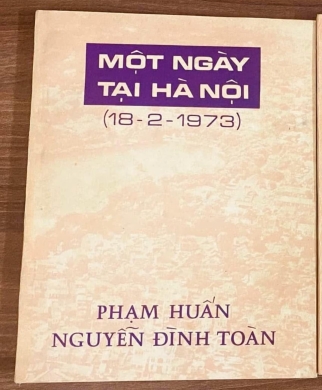 MỘT NGÀY
TẠI HÀ NỘI
(18-2-1973)
PHẠM HUẤN
NGUYỄN ĐÌNH TOÀN